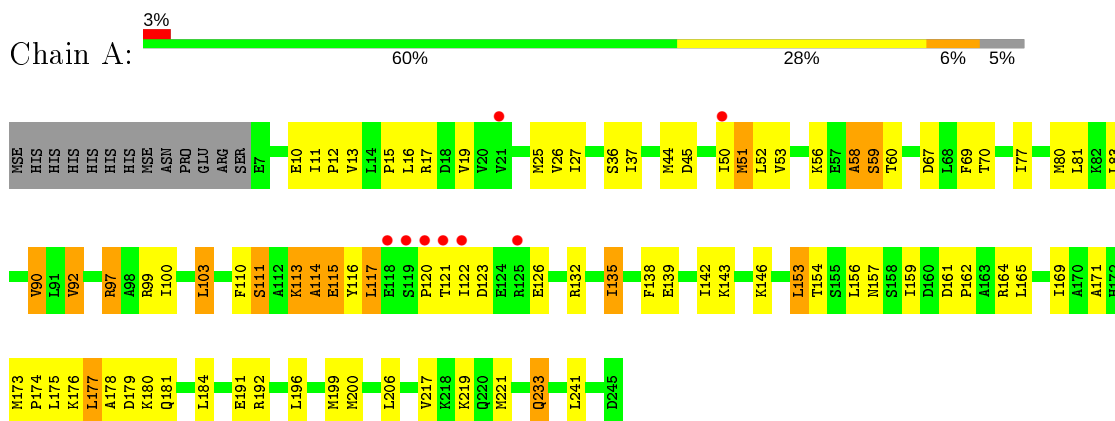 3%
Chain A:
60% 28% 6% 5%
MSE HIS HIS HIS HIS HIS HIS MSE ASN PRO GLU ARG SER E7 E10 I11 P12 V13 L14 P15 L16 R17 D18 V19 V20 V21 M25 V26 I27 S36 I37 M44 D45 I50 M51 L52 V53 K56 E57 A58 S59 T60 D67 L68 F69 T70 I77 M80 L81 K82 L83
V90 L91 V92 R97 A98 R99 I100 L103 F110 S111 A112 K113 A114 E115 Y116 L117 E118 S119 P120 T121 I122 D123 E124 R125 E126 R132 I135 F138 E139 I142 K143 K146 L153 T154 S155 L156 N157 S158 I159 D160 D161 P162 A163 R164 L165 I169 A170 A171 H172
M173 P174 L175 K176 L177 A178 D179 K180 Q181 L184 E191 R192 L196 M199 M200 L206 V217 K218 K219 Q220 M221 Q233 L241 D245